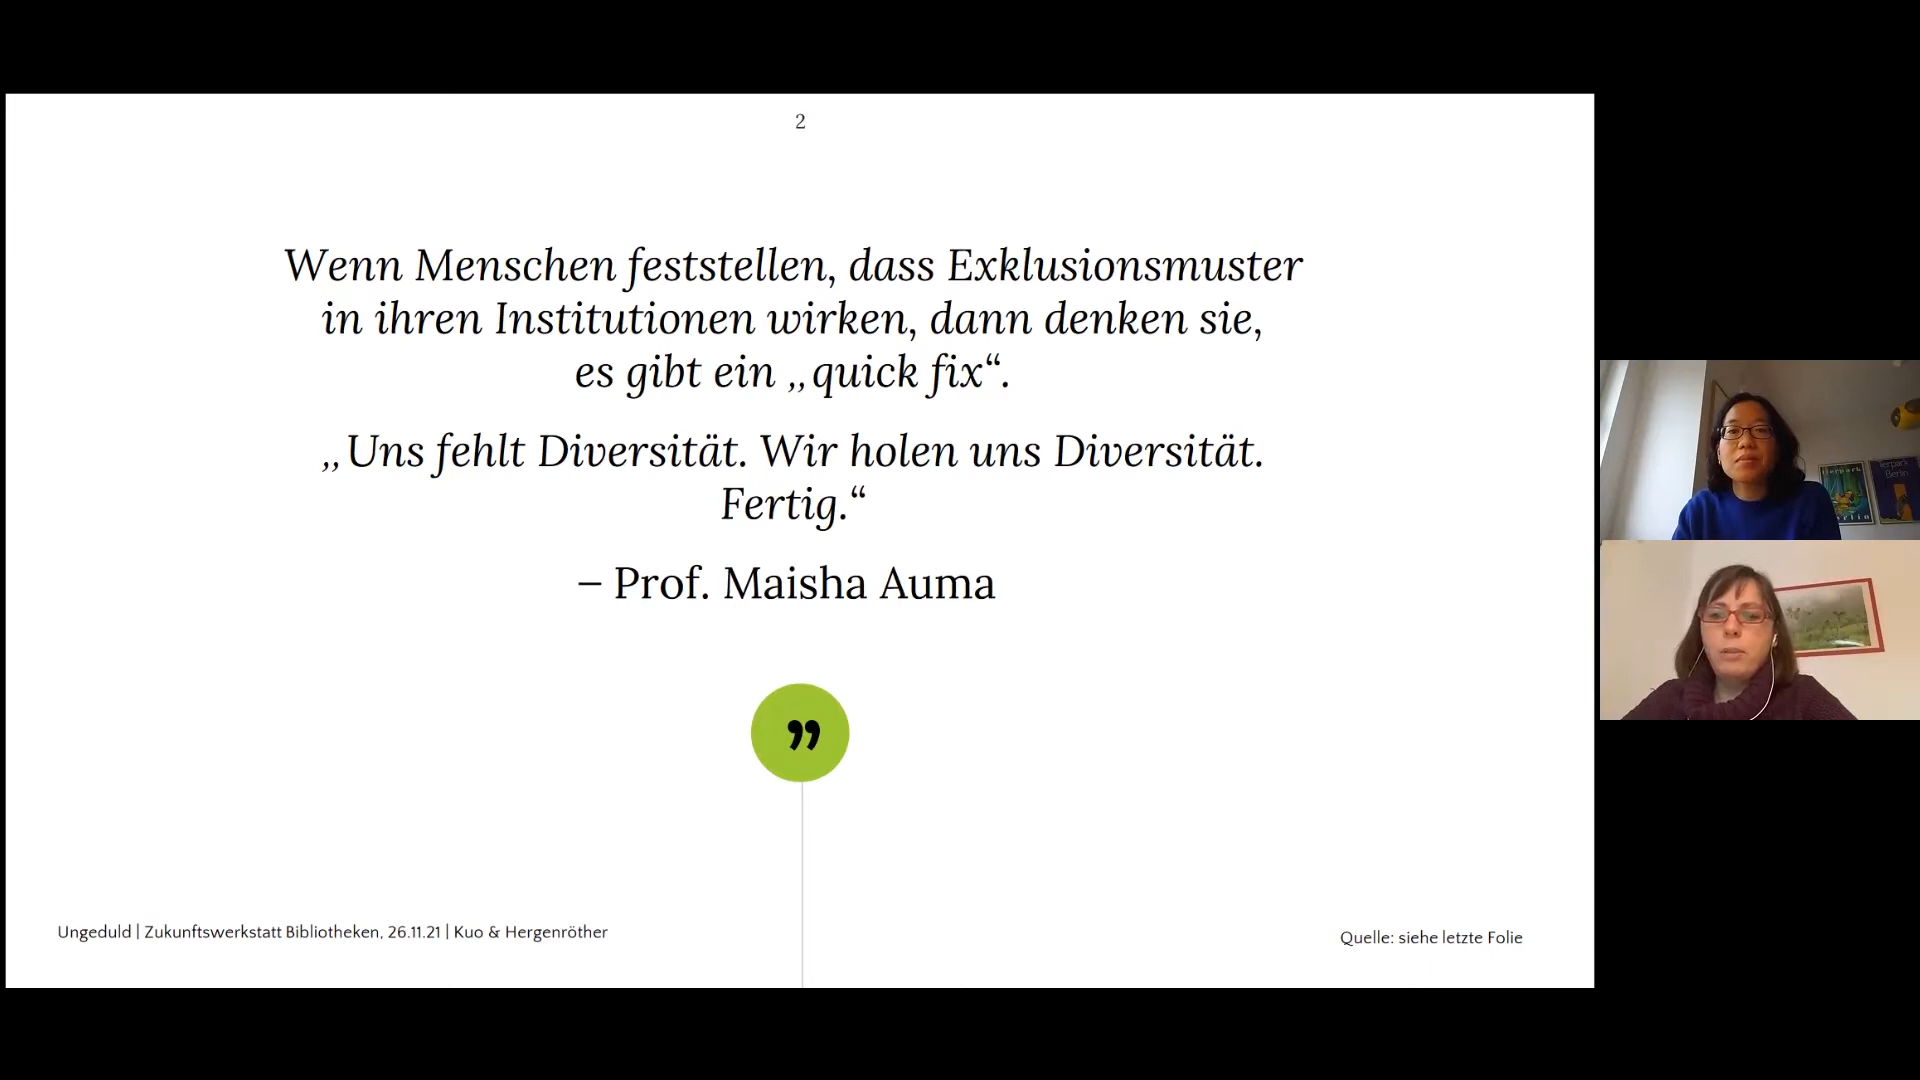 2
Wenn Menschen feststellen, dass Exklusionsmuster
in ihren Institutionen wirken, dann denken sie,
es gibt ein „quick fix“.
„Uns fehlt Diversität. Wir holen uns Diversität.
Fertig.“
– Prof. Maisha Auma
”
Ungeduld | Zukunftswerkstatt Bibliotheken, 26.11.21 | Kuo & Hergenröther
Quelle: siehe letzte Folie
Tierpark
Berlin